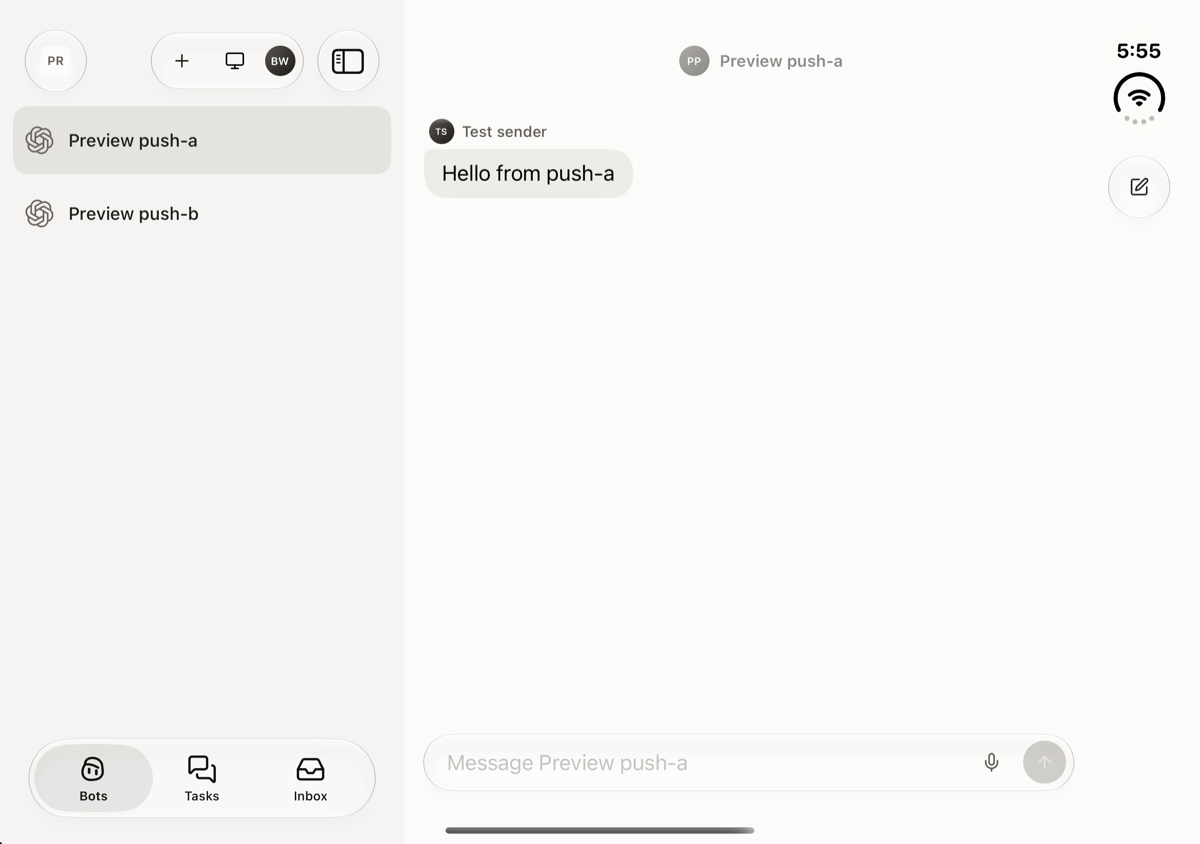 PR
BW
Preview push-a
Preview push-b
Bots
Tasks
Inbox
PP Preview push-a
5:55
TS Test sender
Hello from push-a
Message Preview push-a